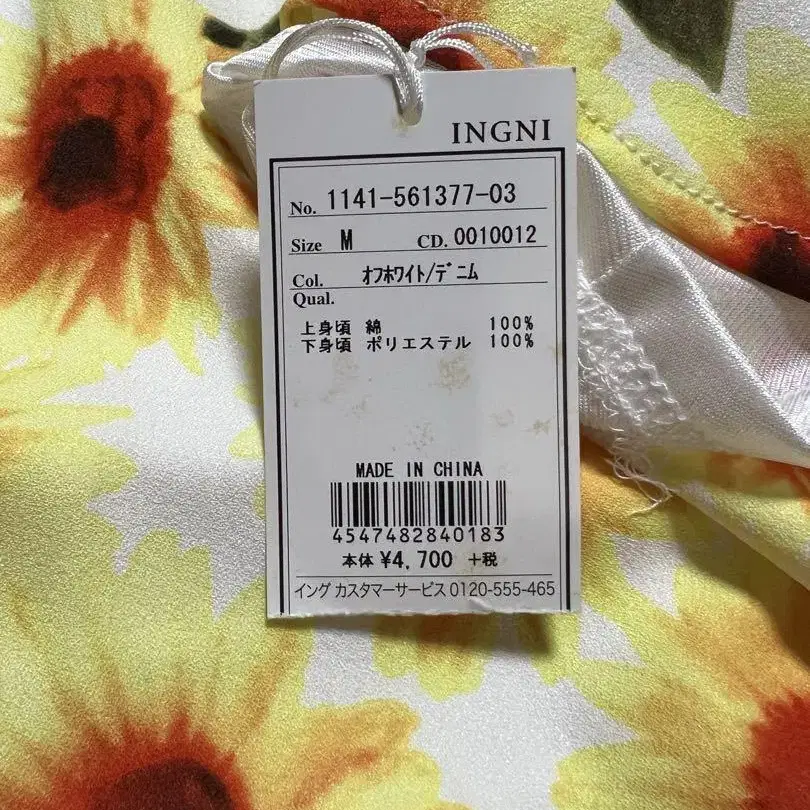 INGNI
No. 1141-561377-03
Size M CD. 0010012
Col. ｵﾌﾎﾜｲﾄ/ﾃﾞﾆﾑ
Qual.
上身頃 綿 100%
下身頃 ポリエステル 100%
MADE IN CHINA
4547482840183
本体 ¥4,700 +税
イング カスタマーサービス 0120-555-465